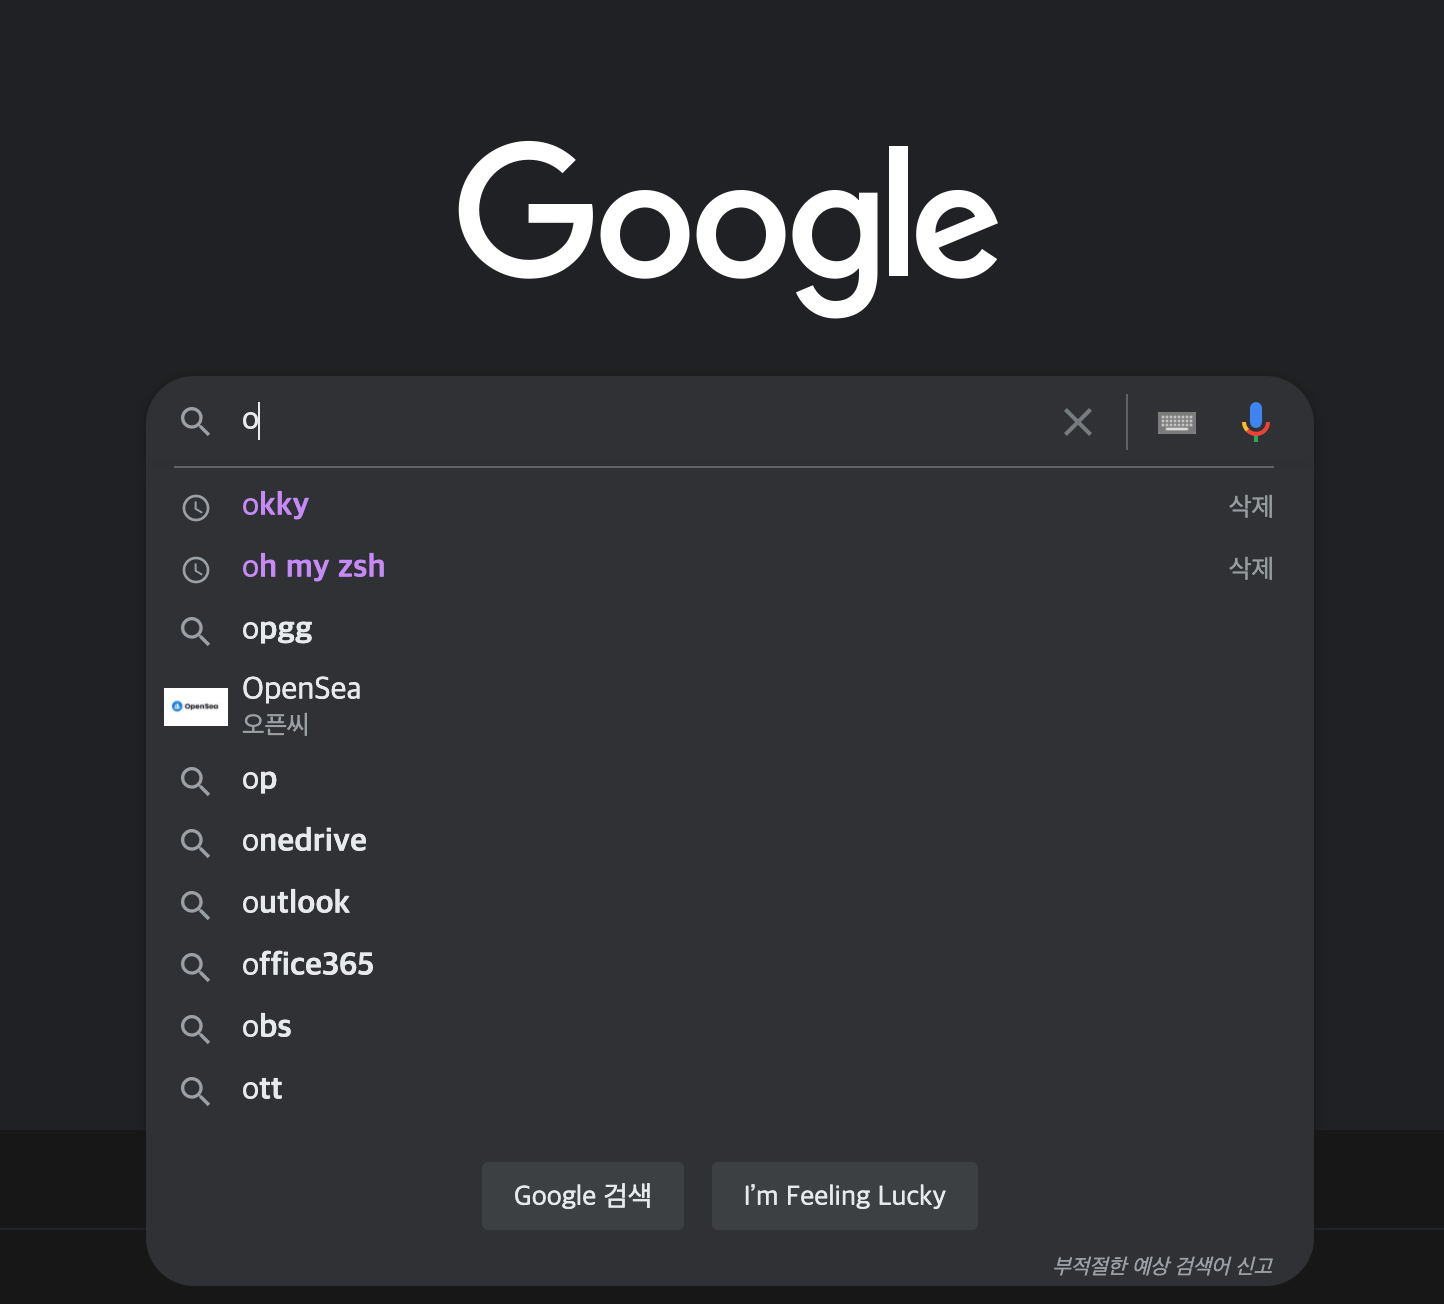 Google
o
okky 삭제
oh my zsh 삭제
opgg
OpenSea
OpenSea
오픈씨
op
onedrive
outlook
office365
obs
ott
Google 검색 I'm Feeling Lucky
부적절한 예상 검색어 신고